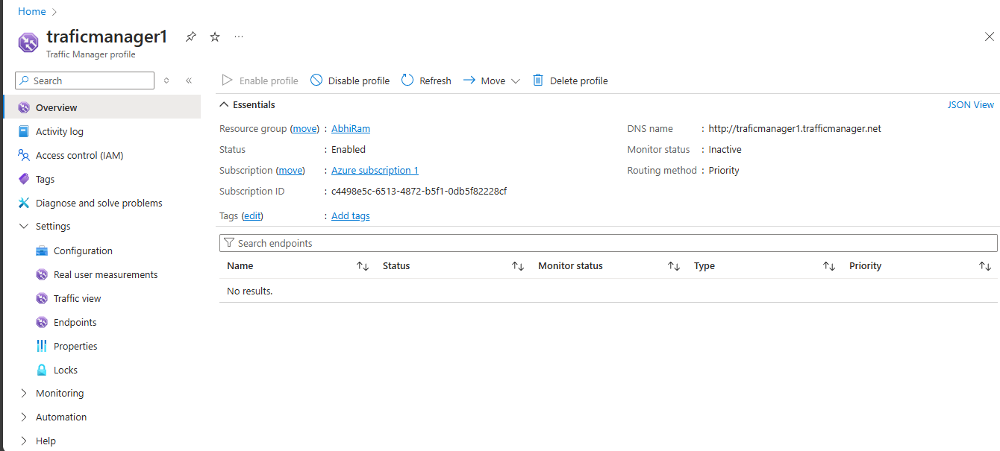 Home
traficmanager1
Traffic Manager profile
Search
Enable profile Disable profile Refresh Move Delete profile
Overview
Activity log
Access control (IAM)
Tags
Diagnose and solve problems
Settings
Configuration
Real user measurements
Traffic view
Endpoints
Properties
Locks
Monitoring
Automation
Help
Essentials JSON View
Resource group (move) : AbhiRam
Status : Enabled
Subscription (move) : Azure subscription 1
Subscription ID : c4498e5c-6513-4872-b5f1-0db5f82228cf
Tags (edit) : Add tags
DNS name : http://traficmanager1.trafficmanager.net
Monitor status : Inactive
Routing method : Priority
Search endpoints
Name Status Monitor status Type Priority
No results.